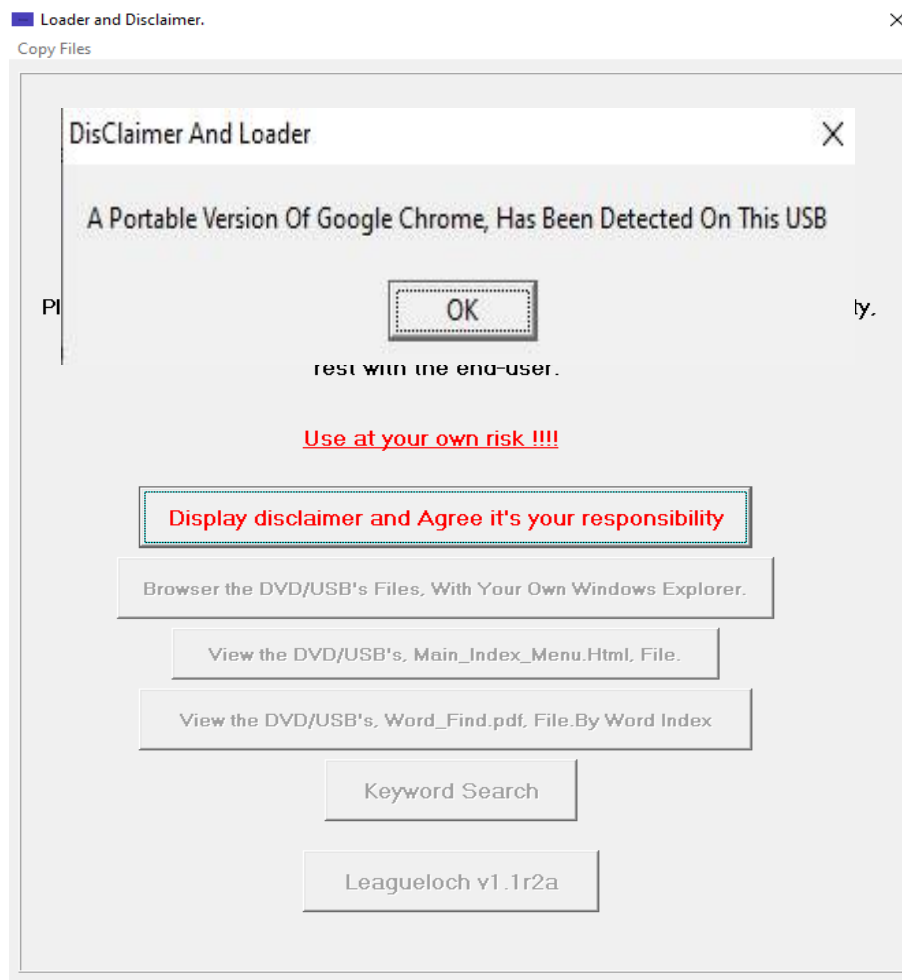 Loader and Disclaimer.
Copy Files
DisClaimer And Loader
A Portable Version Of Google Chrome, Has Been Detected On This USB
OK
rest with the end-user.
Use at your own risk !!!!
Display disclaimer and Agree it's your responsibility
Browser the DVD/USB's Files, With Your Own Windows Explorer.
View the DVD/USB's, Main_Index_Menu.Html, File.
View the DVD/USB's, Word_Find.pdf, File.By Word Index
Keyword Search
Leagueloch v1.1r2a